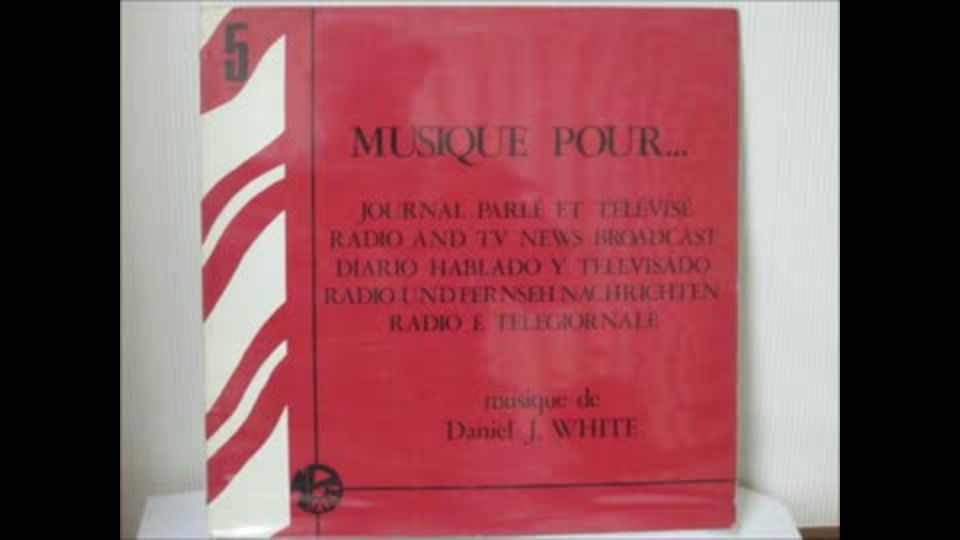 5
MUSIQUE POUR...
JOURNAL PARLÉ ET TELÉVISÉ
RADIO AND TV NEWS BROADCAST
DIARIO HABLADO Y TELEVISADO
RADIO UND FERNSEH NACHRICHTEN
RADIO E TELEGIORNALE
musique de
Daniel J. WHITE